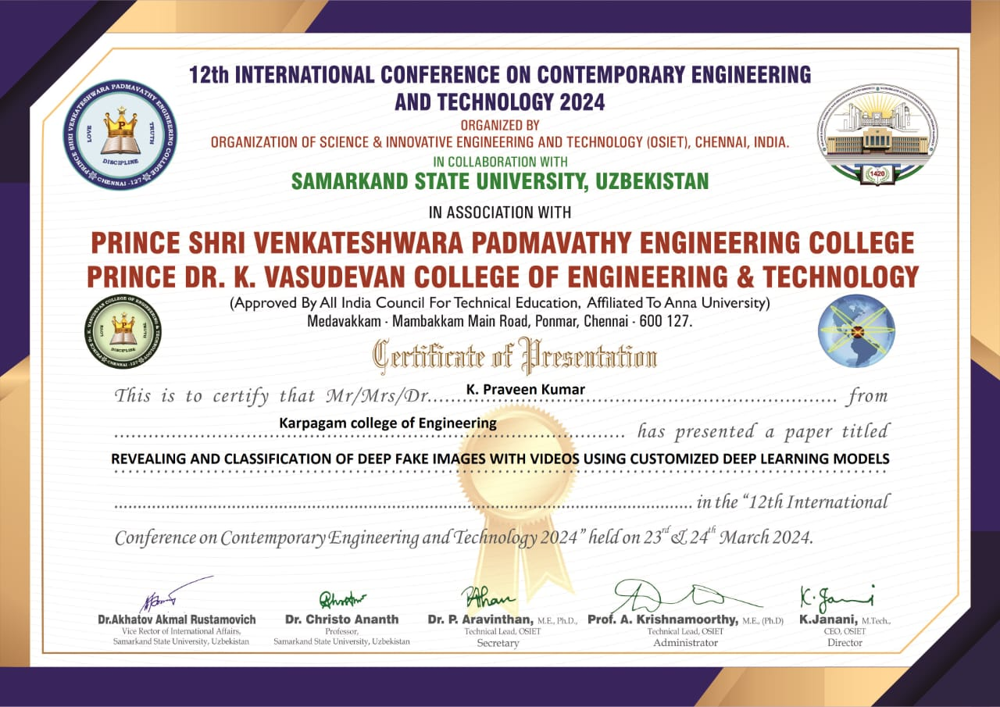 12th INTERNATIONAL CONFERENCE ON CONTEMPORARY ENGINEERING
AND TECHNOLOGY 2024
ORGANIZED BY
ORGANIZATION OF SCIENCE & INNOVATIVE ENGINEERING AND TECHNOLOGY (OSIET), CHENNAI, INDIA.
IN COLLABORATION WITH
SAMARKAND STATE UNIVERSITY, UZBEKISTAN
PRINCE SHRI VENKATESHWARA PADMAVATHY ENGINEERING COLLEGE
CHENNAI - 127
P
LOVE
TRUTH
DISCIPLINE
1420
IN ASSOCIATION WITH
PRINCE SHRI VENKATESHWARA PADMAVATHY ENGINEERING COLLEGE
PRINCE DR. K. VASUDEVAN COLLEGE OF ENGINEERING & TECHNOLOGY
(Approved By All India Council For Technical Education, Affiliated To Anna University)
Medavakkam - Mambakkam Main Road, Ponmar, Chennai - 600 127.
PRINCE Dr. K. VASUDEVAN COLLEGE OF ENGINEERING & TECHNOLOGY
CHENNAI - 127
P
LOVE
TRUTH
DISCIPLINE
Certificate of Presentation
This is to certify that Mr/Mrs/Dr...K. Praveen Kumar... from
...Karpagam college of Engineering... has presented a paper titled
REVEALING AND CLASSIFICATION OF DEEP FAKE IMAGES WITH VIDEOS USING CUSTOMIZED DEEP LEARNING MODELS
... in the “12th International
Conference on Contemporary Engineering and Technology 2024” held on 23rd & 24th March 2024.
K. Jani
Dr.Akhatov Akmal Rustamovich
Vice Rector of International Affairs,
Samarkand State University, Uzbekistan
Dr. Christo Ananth
Professor,
Samarkand State University, Uzbekistan
Dr. P. Aravinthan, M.E., Ph.D.,
Technical Lead, OSIET
Secretary
Prof. A. Krishnamoorthy, M.E., (Ph.D)
Technical Lead, OSIET
Administrator
K.Janani, M.Tech.,
CEO, OSIET
Director